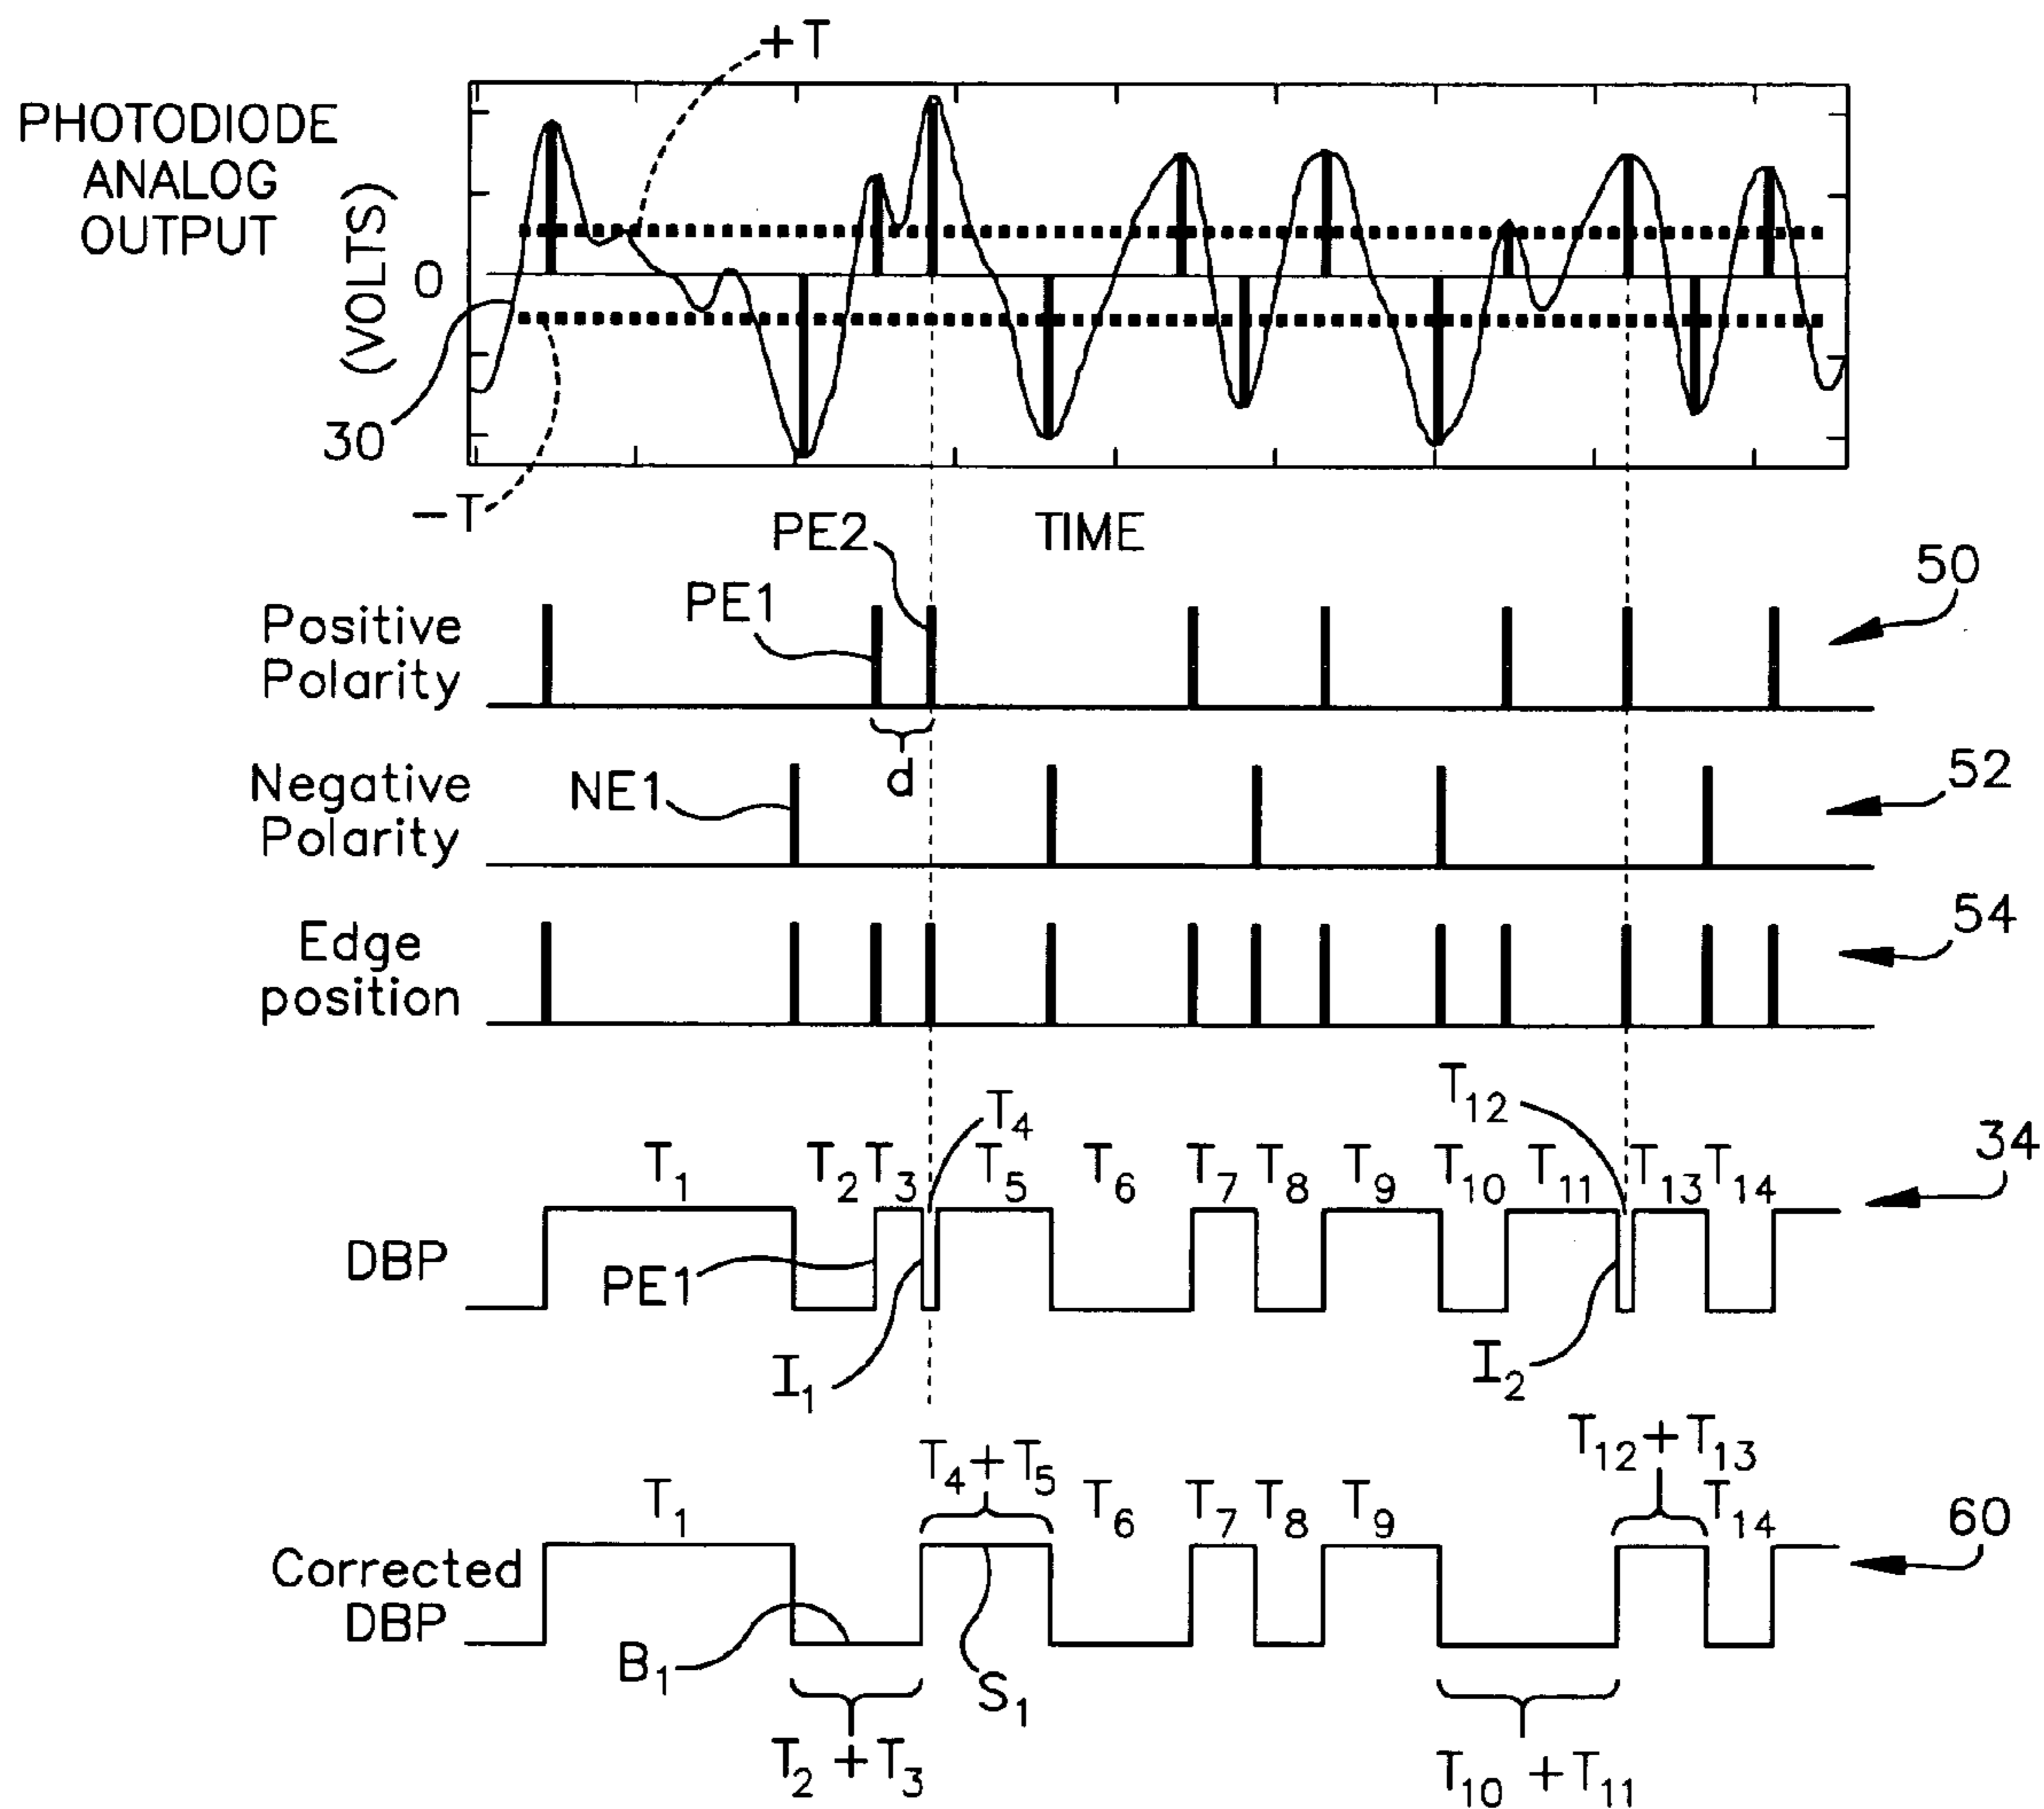 +T
PHOTODIODE
ANALOG
OUTPUT
(VOLTS)
0
30
-T
TIME
PE2
PE1
50
Positive
Polarity
d
52
Negative
Polarity
NE1
54
Edge
position
T4
T12
34
T1 T2 T3 T5 T6 T7 T8 T9 T10 T11 T13 T14
DBP
PE1
I1
I2
T4+T5
T12+T13
T1 T6 T7 T8 T9 T14
60
Corrected
DBP
B1
S1
T2+T3
T10+T11